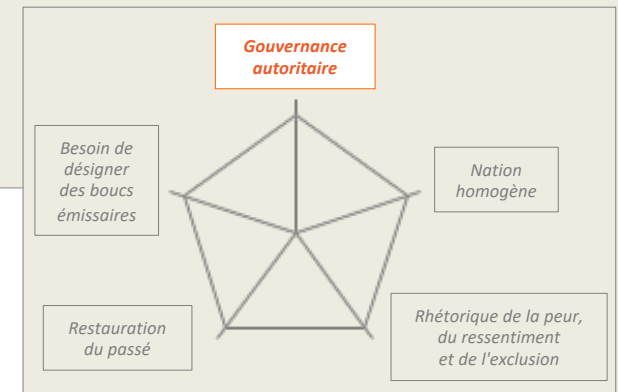 Gouvernance
autoritaire
Besoin de
désigner
des boucs
émissaires
Nation
homogène
Restauration
du passé
Rhétorique de la peur,
du ressentiment
et de l'exclusion